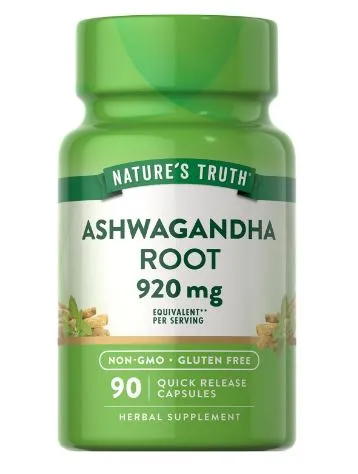 NATURE'S TRUTH®
ASHWAGANDHA
ROOT
920 mg
EQUIVALENT**
PER SERVING
NON-GMO • GLUTEN FREE
90
QUICK RELEASE
CAPSULES
HERBAL SUPPLEMENT